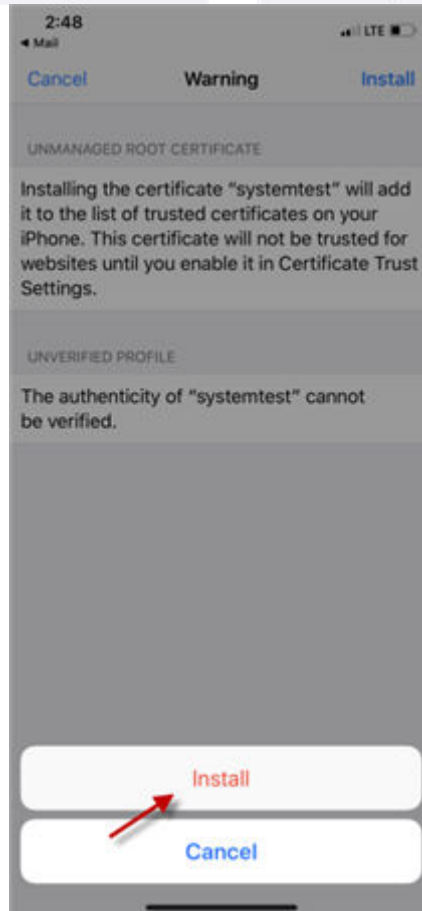 2:48
LTE
◀ Mail
Cancel Warning Install
UNMANAGED ROOT CERTIFICATE
Installing the certificate “systemtest” will add
it to the list of trusted certificates on your
iPhone. This certificate will not be trusted for
websites until you enable it in Certificate Trust
Settings.
UNVERIFIED PROFILE
The authenticity of “systemtest” cannot
be verified.
Install
Cancel